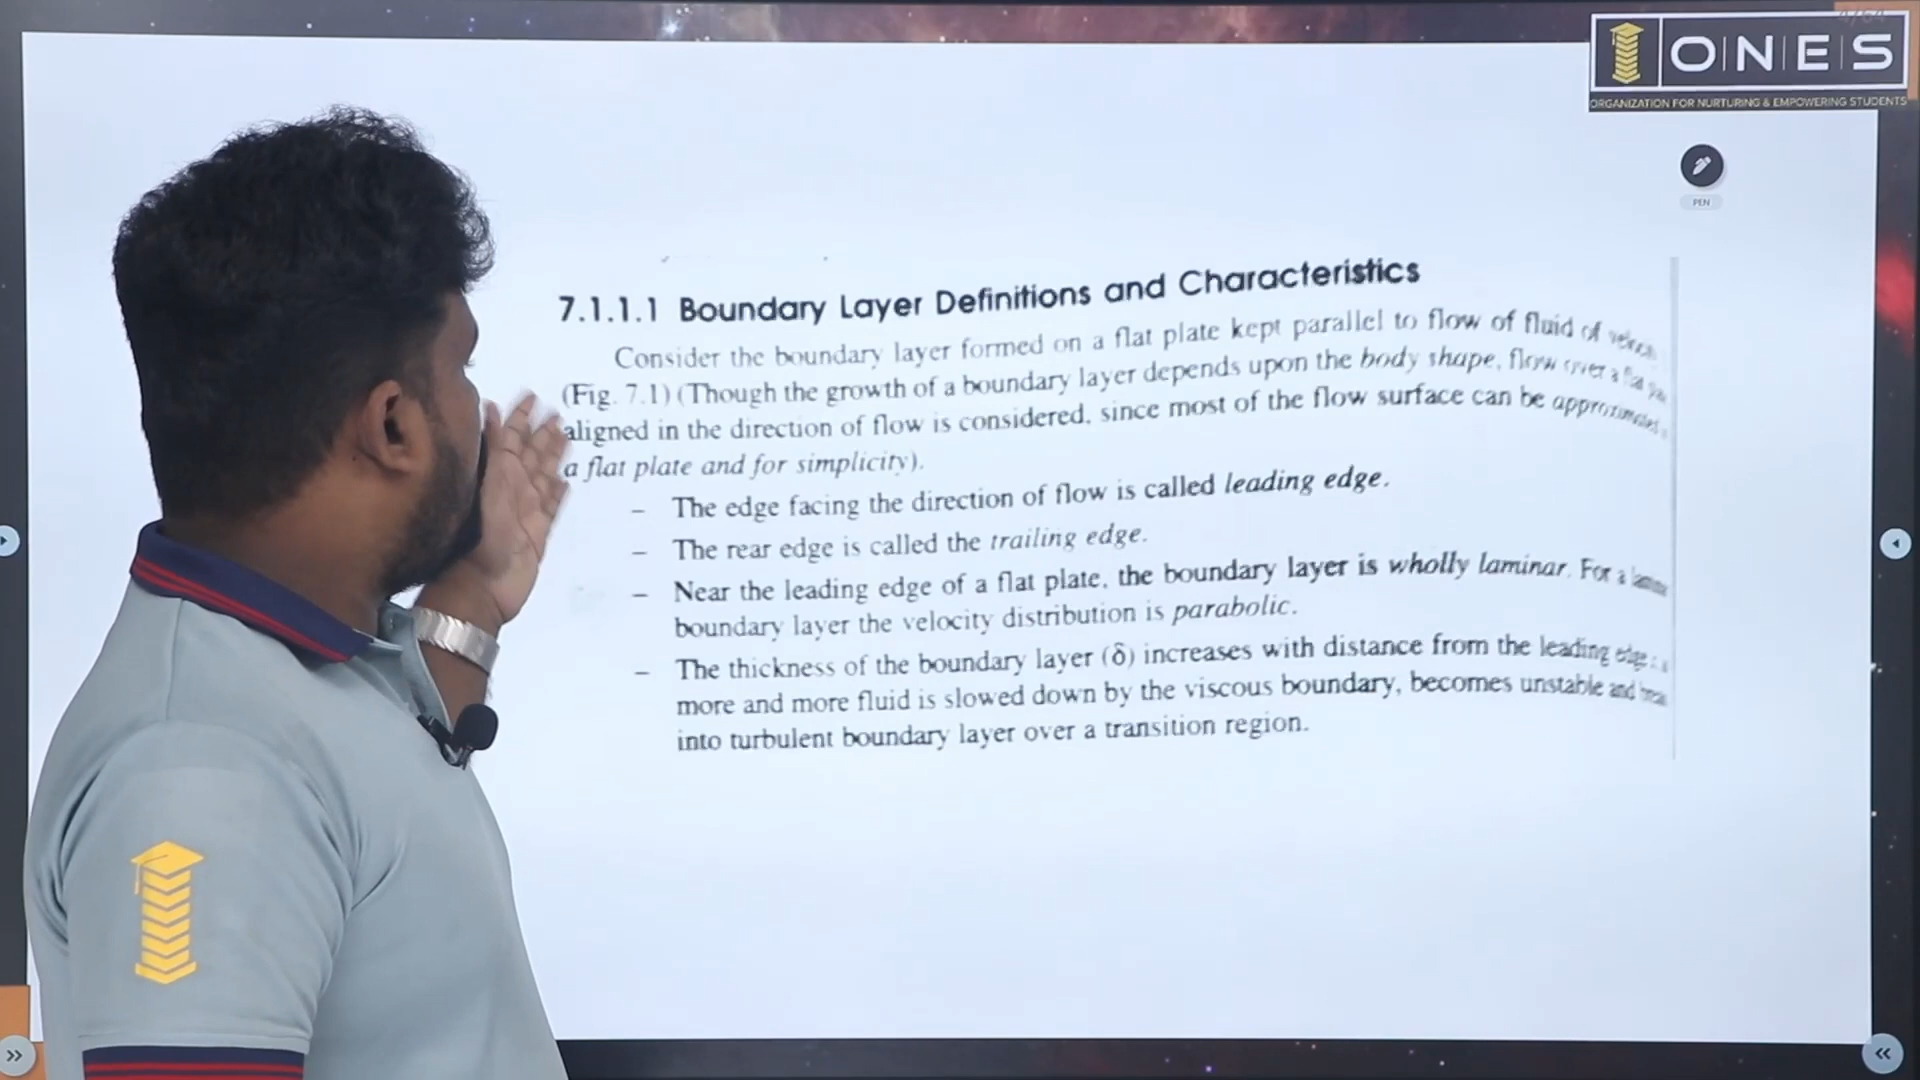 4/64
O|N|E|S
ORGANIZATION FOR NURTURING & EMPOWERING STUDENTS
PEN
7.1.1.1 Boundary Layer Definitions and Characteristics
Consider the boundary layer formed on a flat plate kept parallel to flow of fluid of
(Fig. 7.1) (Though the growth of a boundary layer depends upon the body shape, flow over a flat
aligned in the direction of flow is considered, since most of the flow surface can be approximated
a flat plate and for simplicity).
– The edge facing the direction of flow is called leading edge.
– The rear edge is called the trailing edge.
– Near the leading edge of a flat plate, the boundary layer is wholly laminar. For a
boundary layer the velocity distribution is parabolic.
– The thickness of the boundary layer (δ) increases with distance from the leading edge
more and more fluid is slowed down by the viscous boundary, becomes unstable and
into turbulent boundary layer over a transition region.